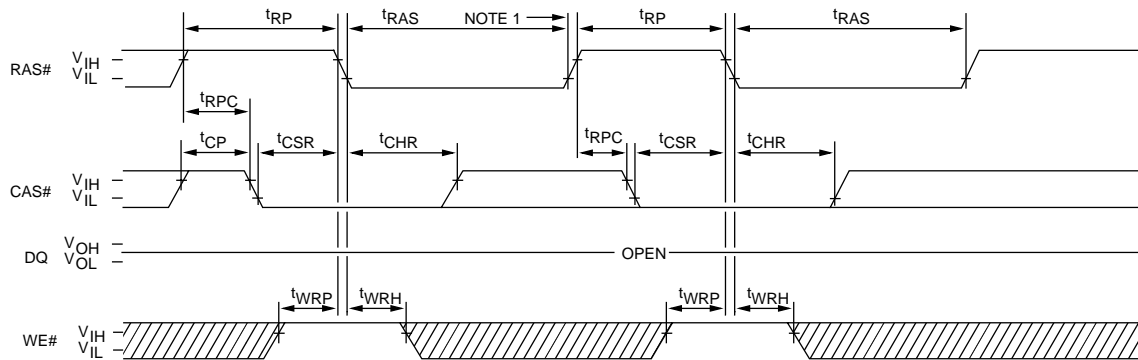 tRP tRAS NOTE 1 tRP tRAS
RAS# VIH
VIL
tRPC
tCP tCSR tCHR tRPC tCSR tCHR
CAS# VIH
VIL
DQ VOH
VOL
OPEN
tWRP tWRH tWRP tWRH
WE# VIH
VIL